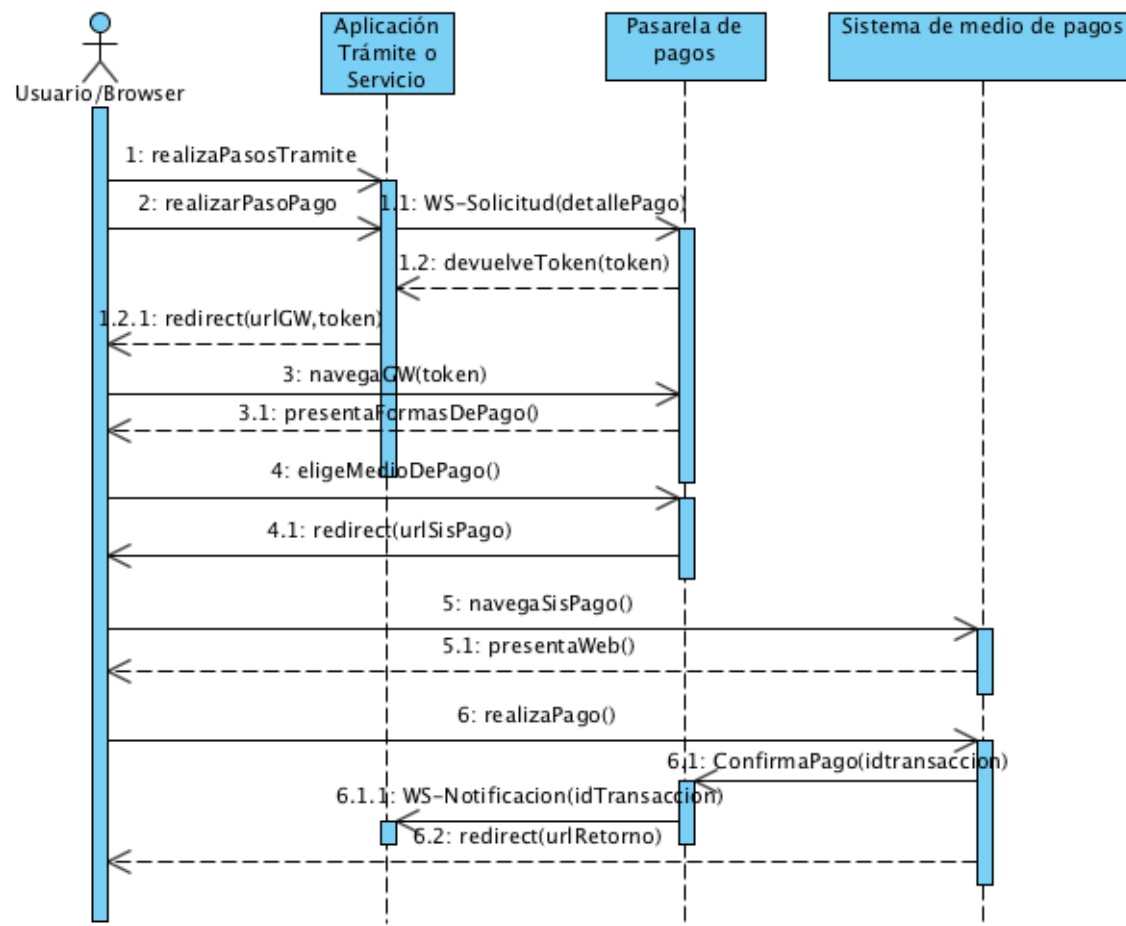 Aplicación
Trámite o
Servicio
Pasarela de
pagos
Sistema de medio de pagos
Usuario/Browser
1: realizaPasosTramite
2: realizarPasoPago
1.1: WS-Solicitud(detallePago)
1.2: devuelveToken(token)
1.2.1: redirect(urlGW,token)
3: navegaGW(token)
3.1: presentaFormasDePago()
4: eligeMedioDePago()
4.1: redirect(urlSisPago)
5: navegaSisPago()
5.1: presentaWeb()
6: realizaPago()
6.1: ConfirmaPago(idtransaccion)
6.1.1: WS-Notificacion(idTransaccion)
6.2: redirect(urlRetorno)